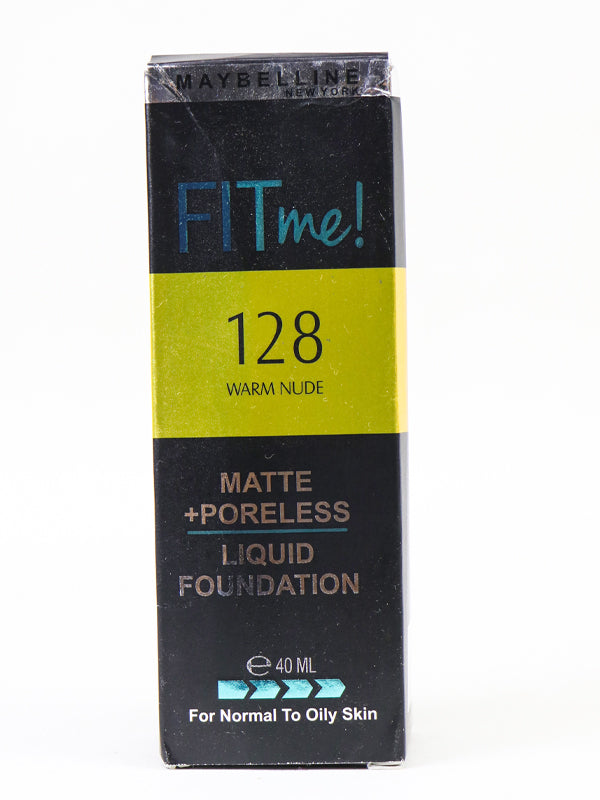 MAYBELLINE
NEW YORK
FITme!
128
WARM NUDE
MATTE
+PORELESS
LIQUID
FOUNDATION
℮ 40 ML
For Normal To Oily Skin